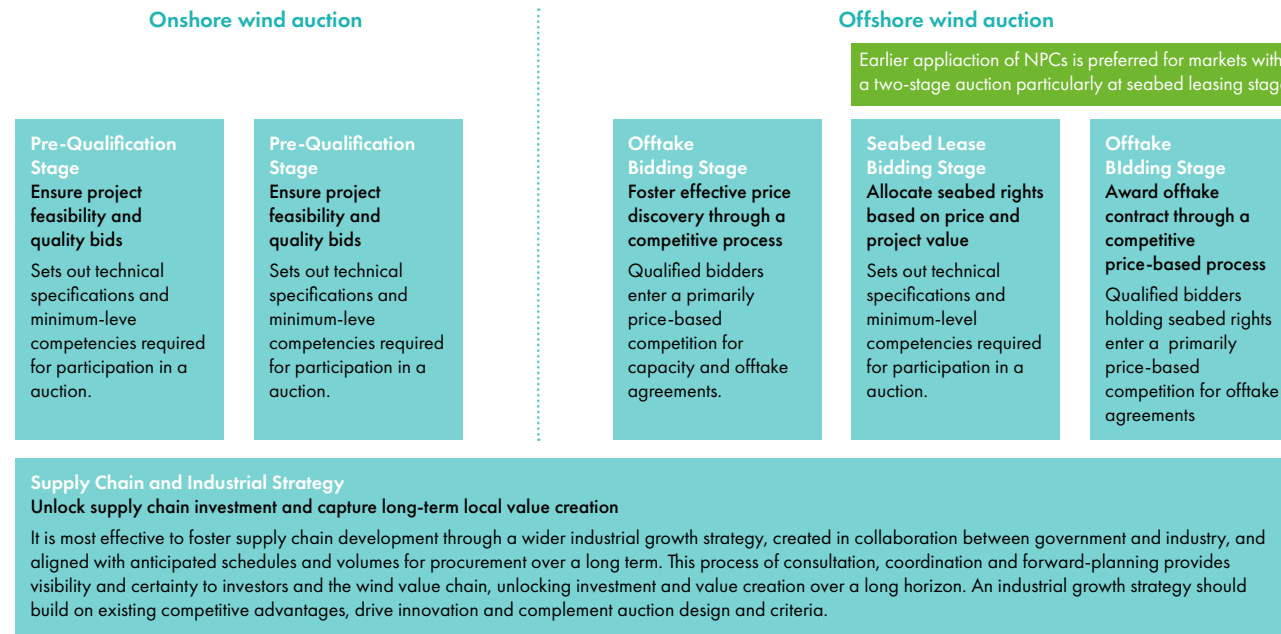 Onshore wind auction
Offshore wind auction
Earlier appliaction of NPCs is preferred for markets with
a two-stage auction particularly at seabed leasing stage
Pre-Qualification
Stage
Ensure project
feasibility and
quality bids
Sets out technical
specifications and
minimum-leve
competencies required
for participation in a
auction.
Pre-Qualification
Stage
Ensure project
feasibility and
quality bids
Sets out technical
specifications and
minimum-leve
competencies required
for participation in a
auction.
Offtake
Bidding Stage
Foster effective price
discovery through a
competitive process
Qualified bidders
enter a primarily
price-based
competition for
capacity and offtake
agreements.
Seabed Lease
Bidding Stage
Allocate seabed rights
based on price and
project value
Sets out technical
specifications and
minimum-level
competencies required
for participation in a
auction.
Offtake
BIdding Stage
Award offtake
contract through a
competitive
price-based process
Qualified bidders
holding seabed rights
enter a primarily
price-based
competition for offtake
agreements
Supply Chain and Industrial Strategy
Unlock supply chain investment and capture long-term local value creation
It is most effective to foster supply chain development through a wider industrial growth strategy, created in collaboration between government and industry, and
aligned with anticipated schedules and volumes for procurement over a long term. This process of consultation, coordination and forward-planning provides
visibility and certainty to investors and the wind value chain, unlocking investment and value creation over a long horizon. An industrial growth strategy should
build on existing competitive advantages, drive innovation and complement auction design and criteria.